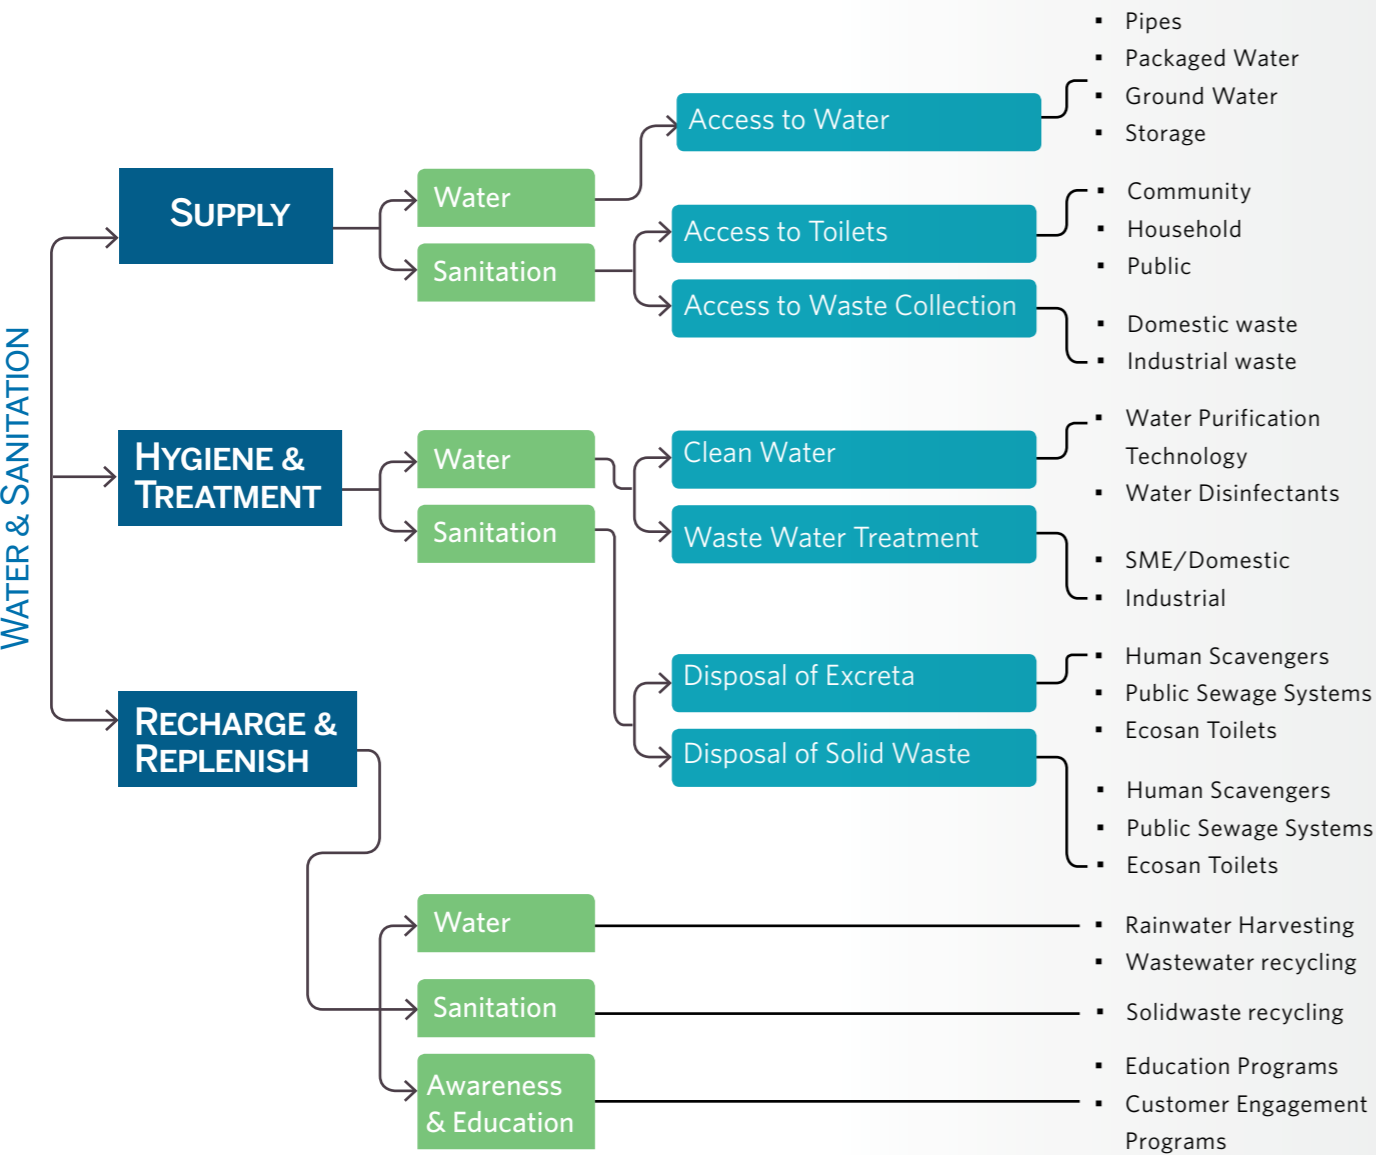 WATER & SANITATION
SUPPLY
Water
Sanitation
Access to Water
Access to Toilets
Access to Waste Collection
▪ Pipes
▪ Packaged Water
▪ Ground Water
▪ Storage
▪ Community
▪ Household
▪ Public
▪ Domestic waste
▪ Industrial waste
HYGIENE &
TREATMENT
Water
Sanitation
Clean Water
Waste Water Treatment
Disposal of Excreta
Disposal of Solid Waste
▪ Water Purification
Technology
▪ Water Disinfectants
▪ SME/Domestic
▪ Industrial
▪ Human Scavengers
▪ Public Sewage Systems
▪ Ecosan Toilets
▪ Human Scavengers
▪ Public Sewage Systems
▪ Ecosan Toilets
RECHARGE &
REPLENISH
Water
Sanitation
Awareness
& Education
▪ Rainwater Harvesting
▪ Wastewater recycling
▪ Solidwaste recycling
▪ Education Programs
▪ Customer Engagement
Programs